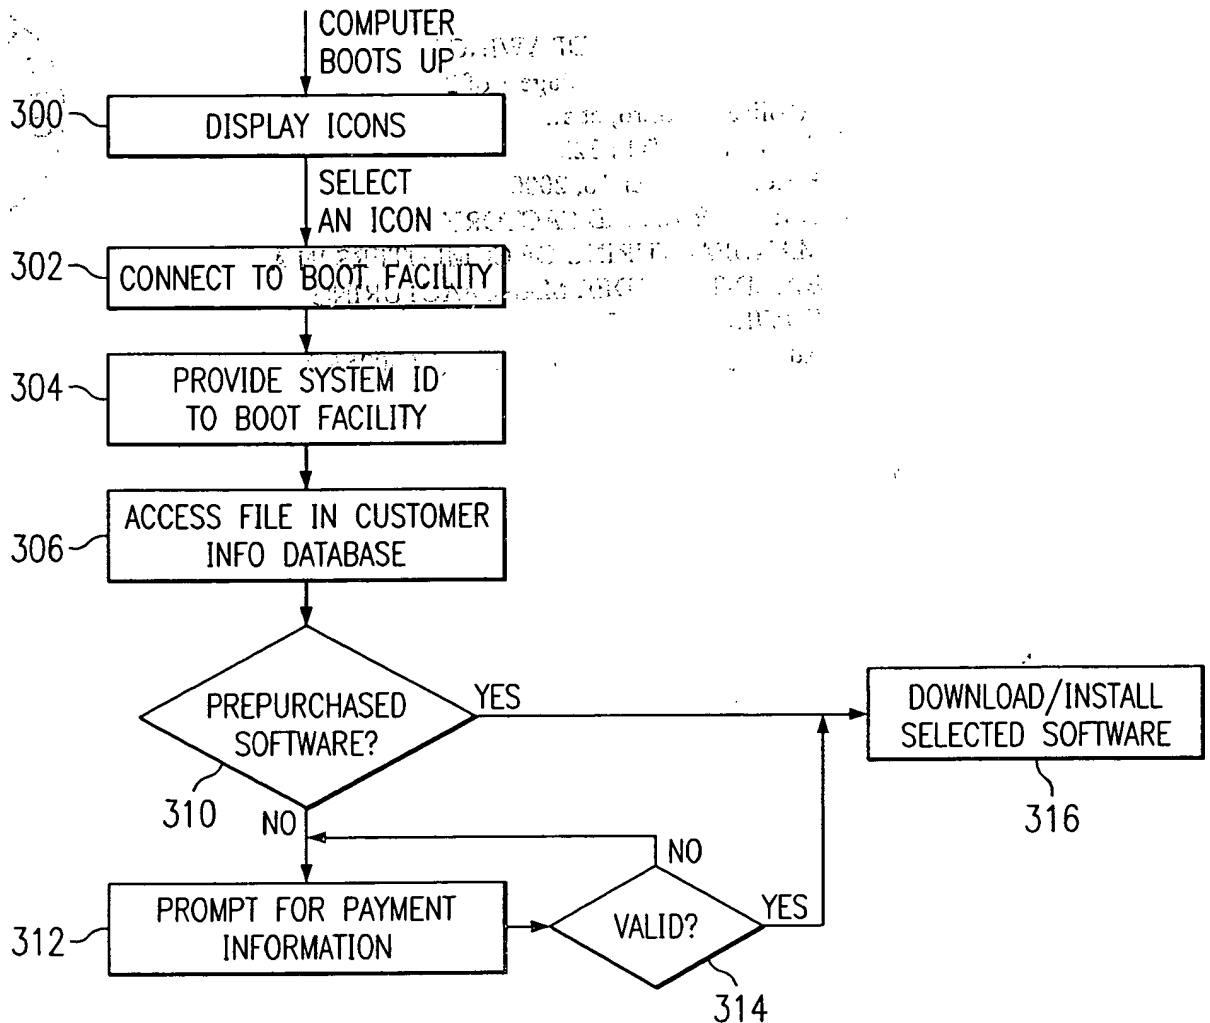 COMPUTER
BOOTS UP
300
DISPLAY ICONS
SELECT
AN ICON
302
CONNECT TO BOOT FACILITY
304
PROVIDE SYSTEM ID
TO BOOT FACILITY
306
ACCESS FILE IN CUSTOMER
INFO DATABASE
PREPURCHASED
SOFTWARE?
YES
310
NO
DOWNLOAD/INSTALL
SELECTED SOFTWARE
316
NO
312
PROMPT FOR PAYMENT
INFORMATION
VALID?
YES
314